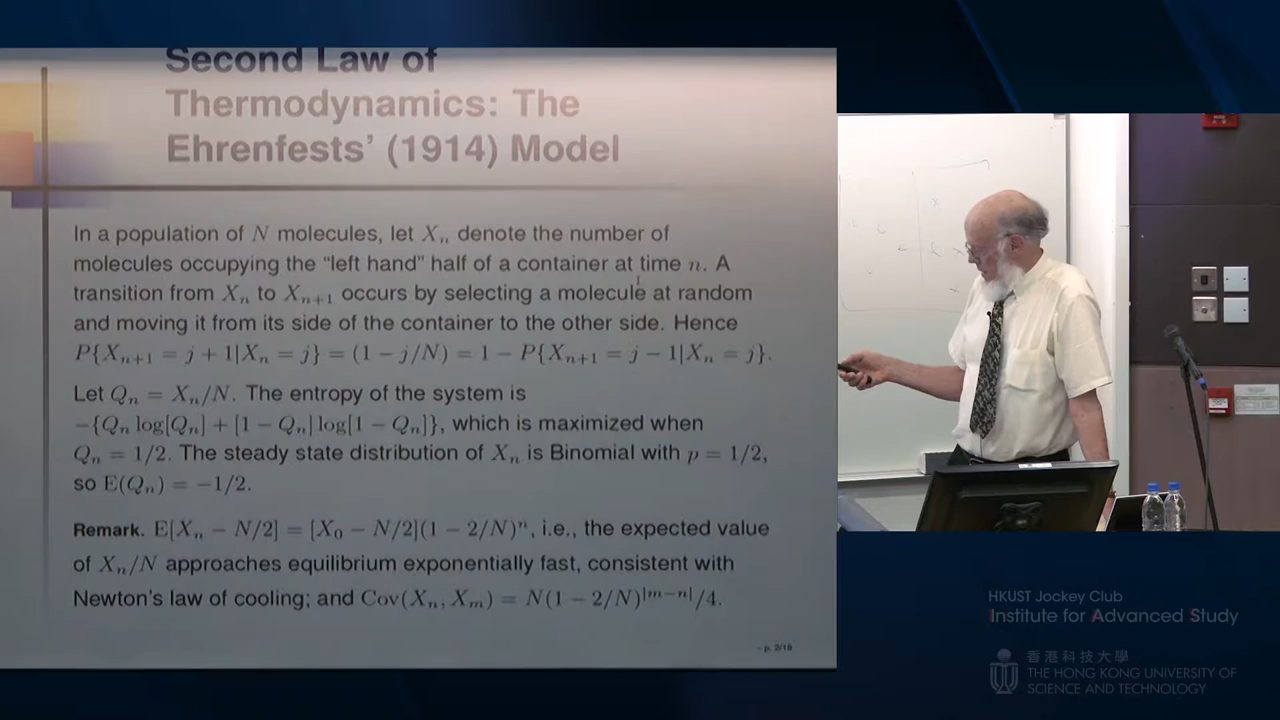 Second Law of
Thermodynamics: The
Ehrenfests' (1914) Model
In a population of N molecules, let Xₙ denote the number of
molecules occupying the "left hand" half of a container at time n. A
transition from Xₙ to Xₙ₊₁ occurs by selecting a molecule at random
and moving it from its side of the container to the other side. Hence
P{Xₙ₊₁ = j + 1|Xₙ = j} = (1 − j/N) = 1 − P{Xₙ₊₁ = j − 1|Xₙ = j}.
Let Qₙ = Xₙ/N. The entropy of the system is
−{Qₙ log[Qₙ] + [1 − Qₙ] log[1 − Qₙ]}, which is maximized when
Qₙ = 1/2. The steady state distribution of Xₙ is Binomial with p = 1/2,
so E(Qₙ) = −1/2.
Remark. E[Xₙ − N/2] = [X₀ − N/2](1 − 2/N)ⁿ, i.e., the expected value
of Xₙ/N approaches equilibrium exponentially fast, consistent with
Newton's law of cooling; and Cov(Xₙ, Xₘ) = N(1 − 2/N)^|m−n|/4.
– p. 2/18
HKUST Jockey Club
Institute for Advanced Study
香港科技大學
THE HONG KONG UNIVERSITY OF
SCIENCE AND TECHNOLOGY